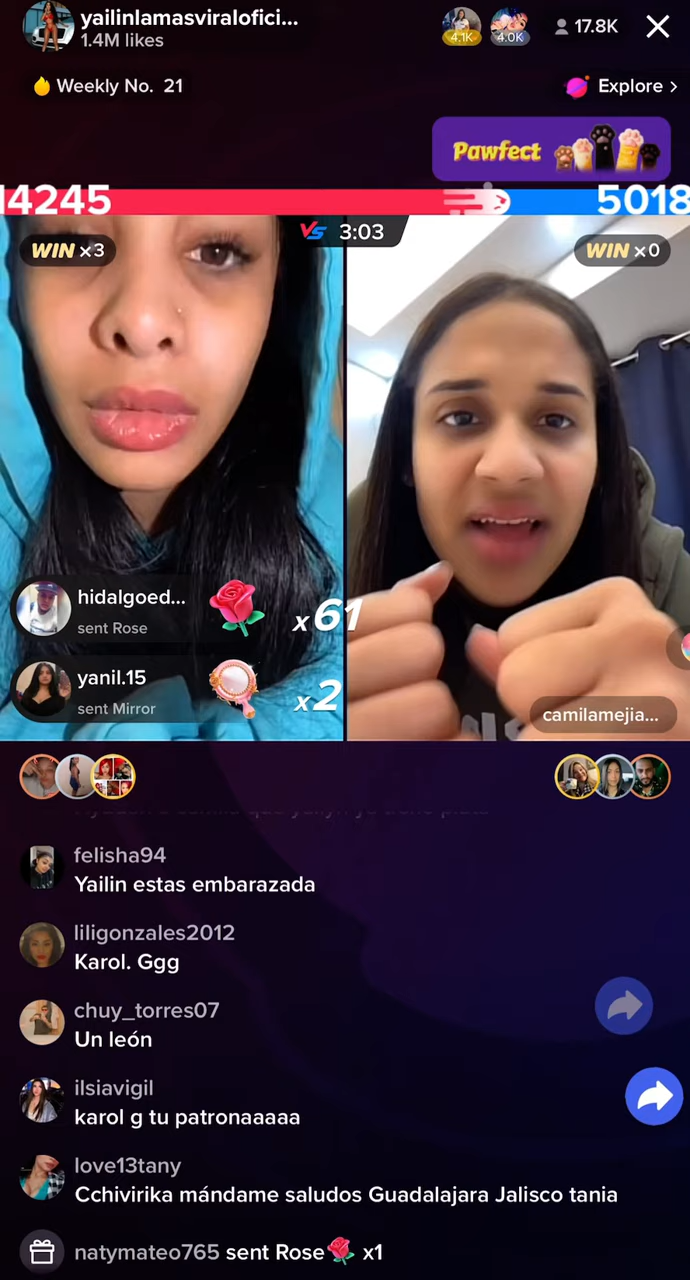 yailinlamasviralofici...
1.4M likes
4.1K
4.0K
17.8K
Weekly No. 21
Explore >
Pawfect
14245
5018
WIN x3
VS 3:03
WIN x0
hidalgoed...
sent Rose
x61
yanil.15
sent Mirror
x2
camilamejia...
felisha94
Yailin estas embarazada
liligonzales2012
Karol. Ggg
chuy_torres07
Un león
ilsiavigil
karol g tu patronaaaaa
love13tany
Cchivirika mándame saludos Guadalajara Jalisco tania
natymateo765 sent Rose x1